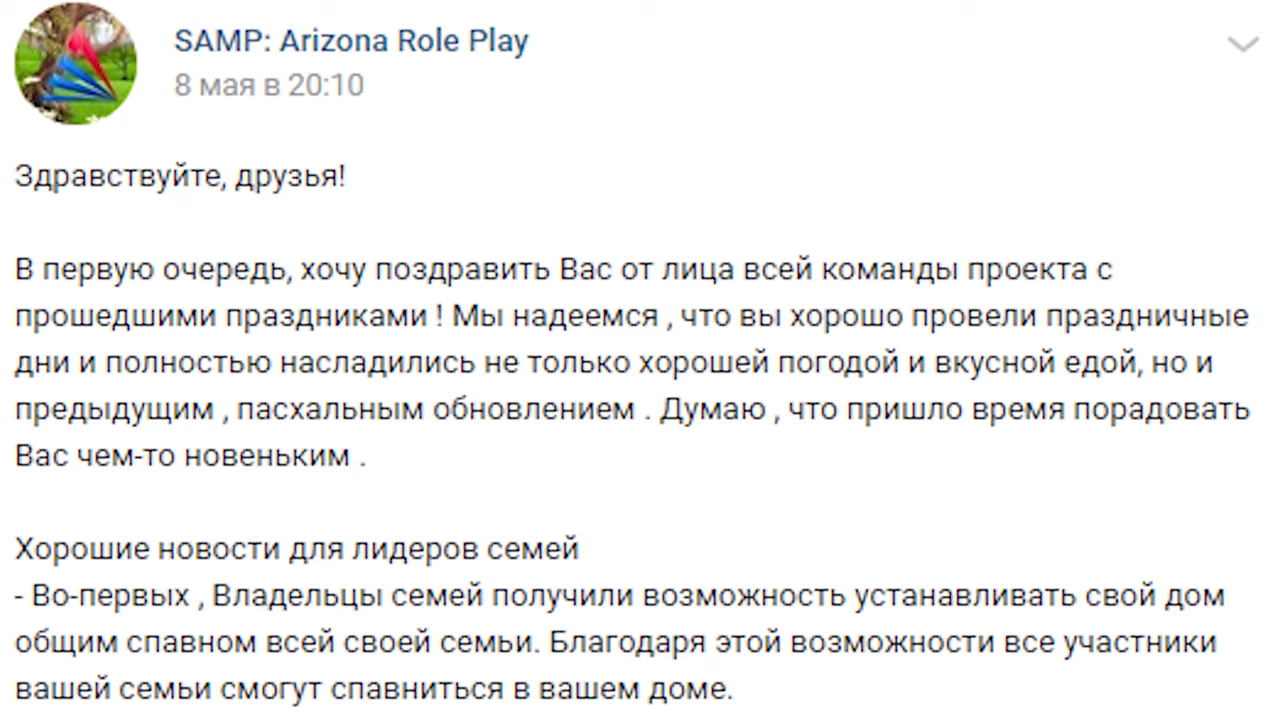 SAMP: Arizona Role Play
8 мая в 20:10
Здравствуйте, друзья!
В первую очередь, хочу поздравить Вас от лица всей команды проекта с
прошедшими праздниками ! Мы надеемся , что вы хорошо провели праздничные
дни и полностью насладились не только хорошей погодой и вкусной едой, но и
предыдущим , пасхальным обновлением . Думаю , что пришло время порадовать
Вас чем-то новеньким .
Хорошие новости для лидеров семей
- Во-первых , Владельцы семей получили возможность устанавливать свой дом
общим спавном всей своей семьи. Благодаря этой возможности все участники
вашей семьи смогут спавниться в вашем доме.